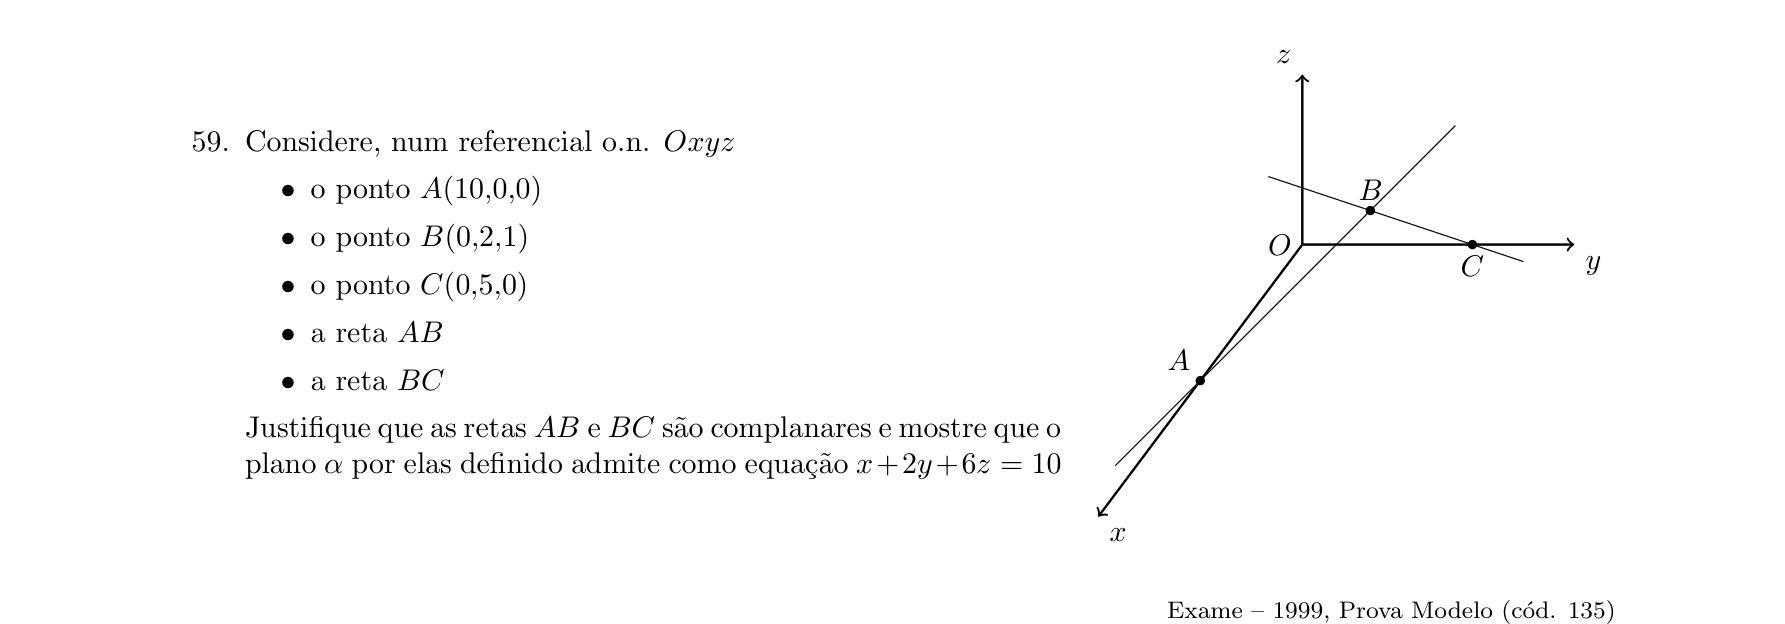 59. Considere, num referencial o.n. Oxyz
• o ponto A(10,0,0)
• o ponto B(0,2,1)
• o ponto C(0,5,0)
• a reta AB
• a reta BC
Justifique que as retas AB e BC são complanares e mostre que o
plano α por elas definido admite como equação x+2y+6z = 10
z
B
O
C
y
A
x
Exame – 1999, Prova Modelo (cód. 135)